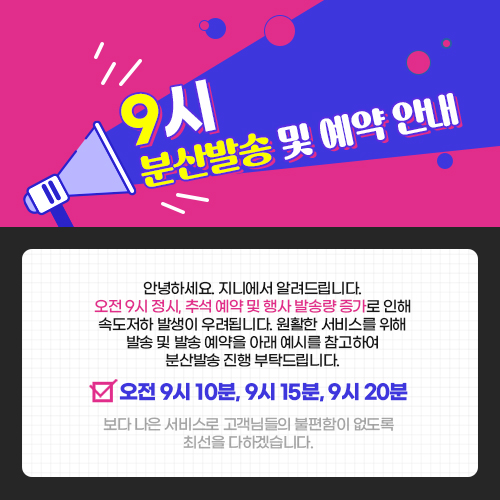 9시
분산발송 및 예약 안내
안녕하세요. 지니에서 알려드립니다.
오전 9시 정시, 추석 예약 및 행사 발송량 증가로 인해
속도저하 발생이 우려됩니다. 원활한 서비스를 위해
발송 및 발송 예약을 아래 예시를 참고하여
분산발송 진행 부탁드립니다.
오전 9시 10분, 9시 15분, 9시 20분
보다 나은 서비스로 고객님들의 불편함이 없도록
최선을 다하겠습니다.